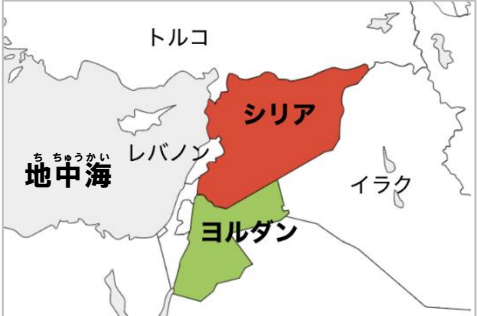 トルコ
シリア
レバノン
ち ちゅうかい
地中海
イラク
ヨルダン